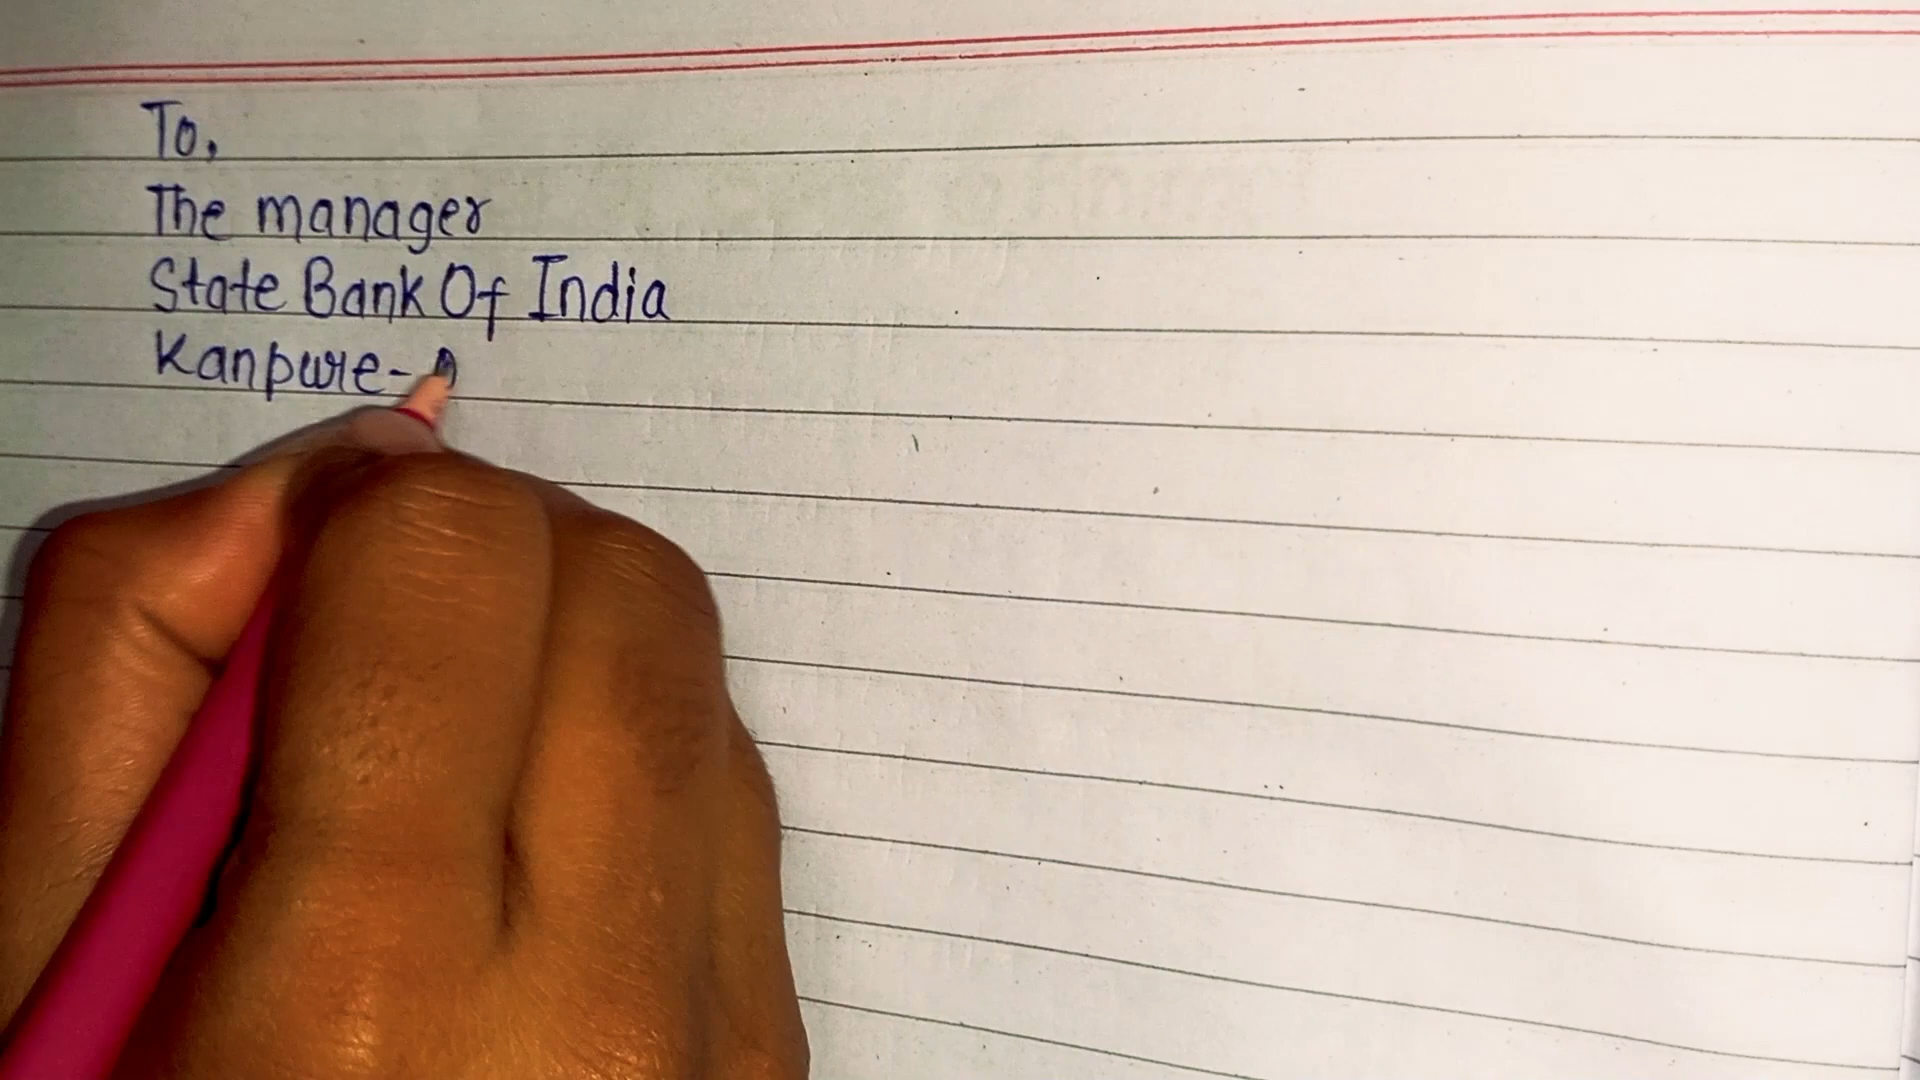 To,
The manager
State Bank Of India
Kanpure-